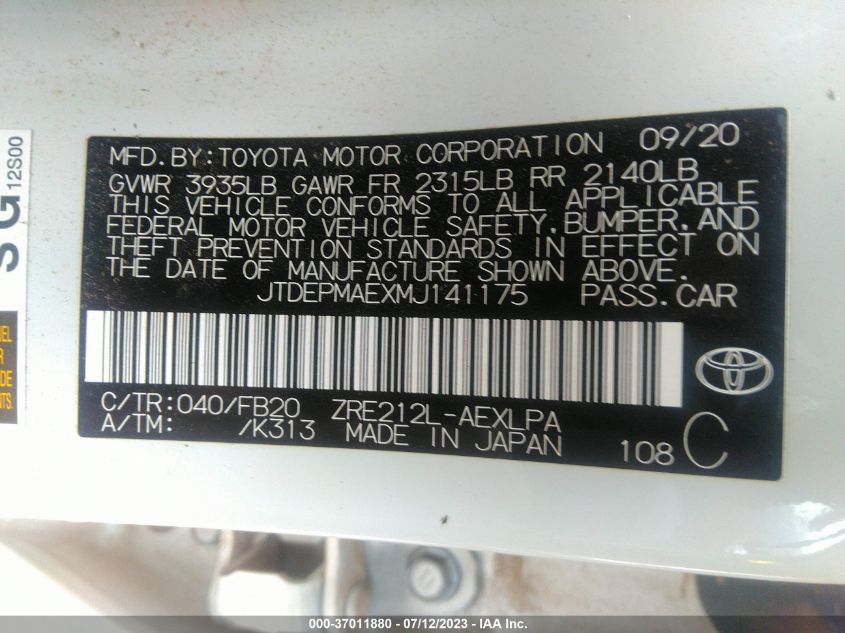 MFD.BY:TOYOTA MOTOR CORPORATION 09/20
GVWR 3935LB GAWR FR 2315LB RR 2140LB
THIS VEHICLE CONFORMS TO ALL APPLICABLE
FEDERAL MOTOR VEHICLE SAFETY,BUMPER,AND
THEFT PREVENTION STANDARDS IN EFFECT ON
THE DATE OF MANUFACTURE SHOWN ABOVE.
JTDEPMAEXMJ141175 PASS.CAR
C/TR:040/FB20 ZRE212L-AEXLPA
A/TM: /K313 MADE IN JAPAN 108 C
12S00
000-37011880 - 07/12/2023 - IAAI.com